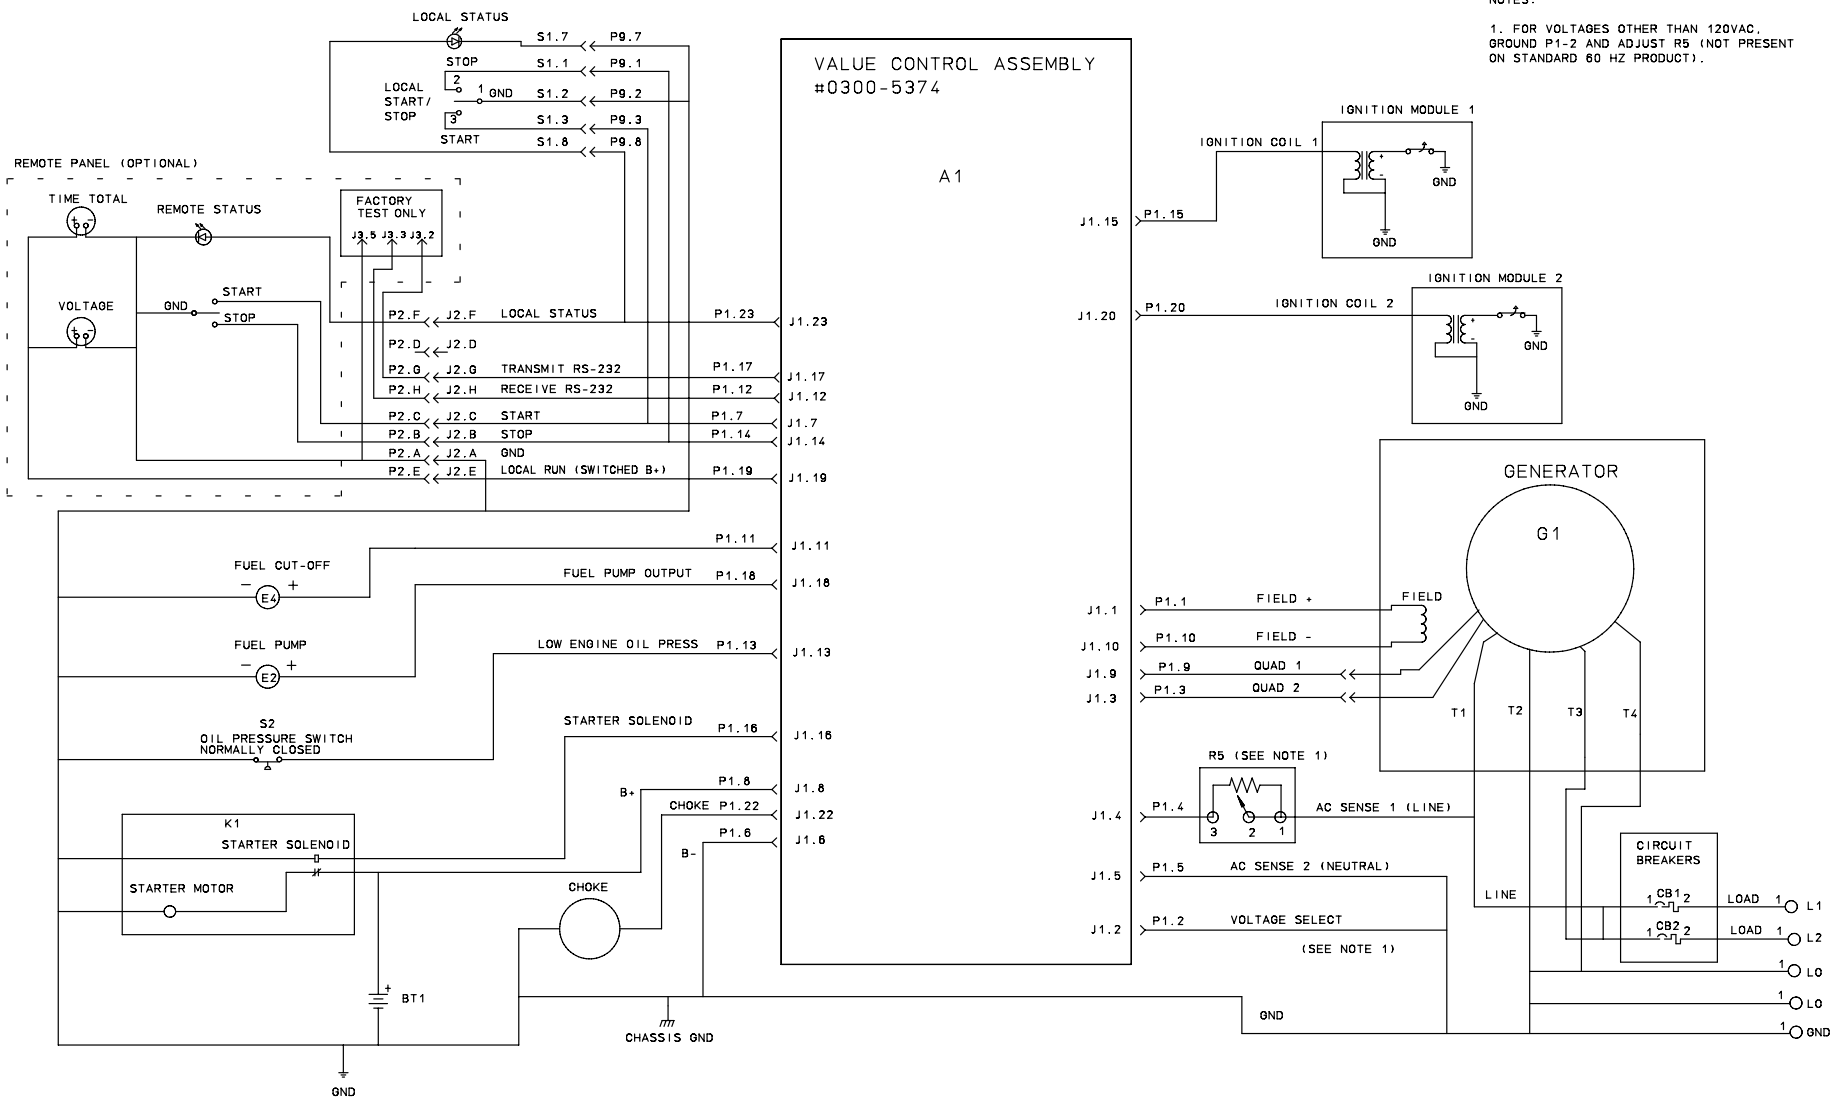 NOTES:
1. FOR VOLTAGES OTHER THAN 120VAC,
GROUND P1-2 AND ADJUST R5 (NOT PRESENT
ON STANDARD 60 HZ PRODUCT).
LOCAL STATUS
S1.7 P9.7
STOP
S1.1 P9.1
2
LOCAL
START/
STOP
1 GND
S1.2 P9.2
3
S1.3 P9.3
START
S1.8 P9.8
VALUE CONTROL ASSEMBLY
#0300-5374
A1
REMOTE PANEL (OPTIONAL)
TIME TOTAL
+ -
REMOTE STATUS
FACTORY
TEST ONLY
J3.5 J3.3 J3.2
VOLTAGE
+ -
GND
START
STOP
P2.F J2.F LOCAL STATUS P1.23 J1.23
P2.D J2.D
P2.G J2.G TRANSMIT RS-232 P1.17 J1.17
P2.H J2.H RECEIVE RS-232 P1.12 J1.12
P2.C J2.C START P1.7 J1.7
P2.B J2.B STOP P1.14 J1.14
P2.A J2.A GND
P2.E J2.E LOCAL RUN (SWITCHED B+) P1.19 J1.19
P1.11 J1.11
FUEL CUT-OFF
- E4 +
FUEL PUMP OUTPUT P1.18 J1.18
FUEL PUMP
- E2 +
LOW ENGINE OIL PRESS P1.13 J1.13
S2
OIL PRESSURE SWITCH
NORMALLY CLOSED
STARTER SOLENOID P1.16 J1.16
B+ P1.8 J1.8
CHOKE P1.22 J1.22
B- P1.6 J1.6
K1
STARTER SOLENOID
STARTER MOTOR
CHOKE
+
BT1
CHASSIS GND
GND
IGNITION MODULE 1
IGNITION COIL 1
+
-
GND
GND
J1.15 P1.15
IGNITION MODULE 2
IGNITION COIL 2
+
-
GND
GND
J1.20 P1.20
GENERATOR
G1
J1.1 P1.1 FIELD +
FIELD
J1.10 P1.10 FIELD -
J1.9 P1.9 QUAD 1
J1.3 P1.3 QUAD 2
T1 T2 T3 T4
R5 (SEE NOTE 1)
3 2 1
J1.4 P1.4 AC SENSE 1 (LINE)
J1.5 P1.5 AC SENSE 2 (NEUTRAL)
J1.2 P1.2 VOLTAGE SELECT
(SEE NOTE 1)
CIRCUIT
BREAKERS
LINE
1 CB1 2 LOAD 1 L1
1 CB2 2 LOAD 1 L2
1 LO
1 LO
GND
1 GND